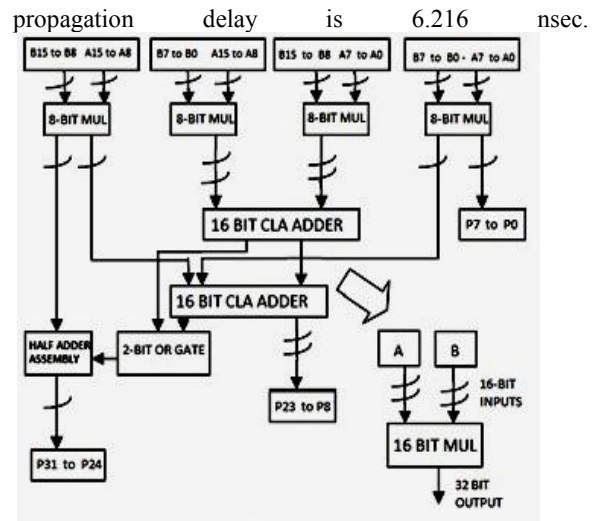 propagation delay is 6.216 nsec.
B15 to B8 A15 to A8
B7 to B0 A15 to A8
B15 to B8 A7 to A0
B7 to B0 - A7 to A0
8-BIT MUL
8-BIT MUL
8-BIT MUL
8-BIT MUL
16 BIT CLA ADDER
P7 to P0
16 BIT CLA ADDER
HALF ADDER
ASSEMBLY
2-BIT OR GATE
A
B
P23 to P8
16-BIT
INPUTS
16 BIT MUL
P31 to P24
32 BIT
OUTPUT